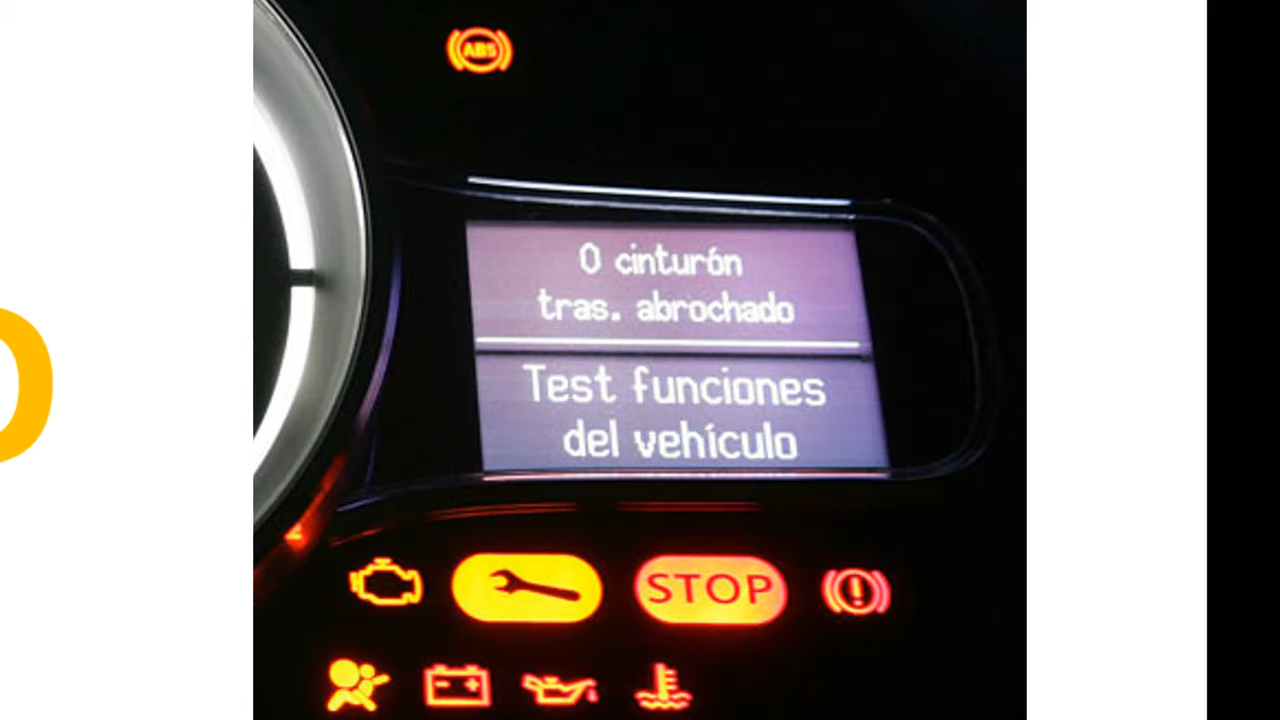 ABS
0 cinturón
tras. abrochado
Test funciones
del vehículo
STOP